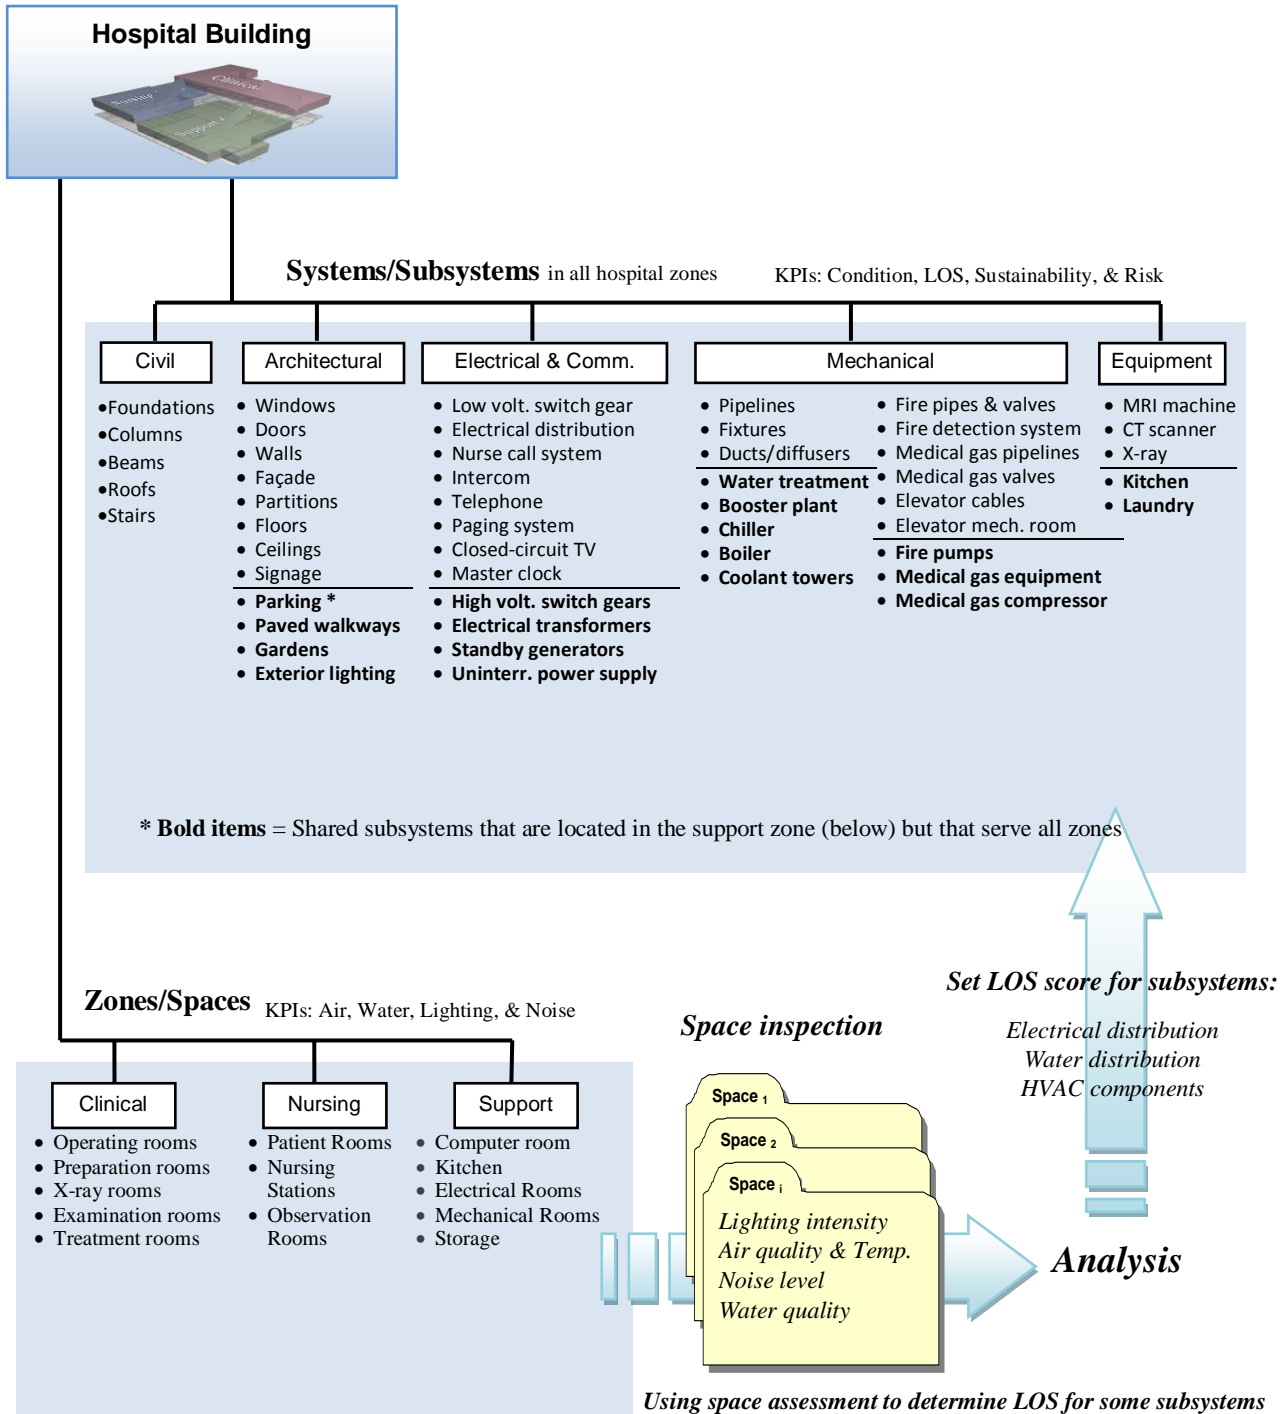 Hospital Building
Clinical
Nursing
Support
Systems/Subsystems in all hospital zones
KPIs: Condition, LOS, Sustainability, & Risk
Civil
•Foundations
•Columns
•Beams
•Roofs
•Stairs
Architectural
• Windows
• Doors
• Walls
• Façade
• Partitions
• Floors
• Ceilings
• Signage
• Parking *
• Paved walkways
• Gardens
• Exterior lighting
Electrical & Comm.
• Low volt. switch gear
• Electrical distribution
• Nurse call system
• Intercom
• Telephone
• Paging system
• Closed-circuit TV
• Master clock
• High volt. switch gears
• Electrical transformers
• Standby generators
• Uninterr. power supply
Mechanical
• Pipelines
• Fixtures
• Ducts/diffusers
• Water treatment
• Booster plant
• Chiller
• Boiler
• Coolant towers
• Fire pipes & valves
• Fire detection system
• Medical gas pipelines
• Medical gas valves
• Elevator cables
• Elevator mech. room
• Fire pumps
• Medical gas equipment
• Medical gas compressor
Equipment
• MRI machine
• CT scanner
• X-ray
• Kitchen
• Laundry
* Bold items = Shared subsystems that are located in the support zone (below) but that serve all zones
Zones/Spaces KPIs: Air, Water, Lighting, & Noise
Clinical
• Operating rooms
• Preparation rooms
• X-ray rooms
• Examination rooms
• Treatment rooms
Nursing
• Patient Rooms
• Nursing
Stations
• Observation
Rooms
Support
• Computer room
• Kitchen
• Electrical Rooms
• Mechanical Rooms
• Storage
Space inspection
Space 1
Space 2
Space i
Lighting intensity
Air quality & Temp.
Noise level
Water quality
Analysis
Set LOS score for subsystems:
Electrical distribution
Water distribution
HVAC components
Using space assessment to determine LOS for some subsystems